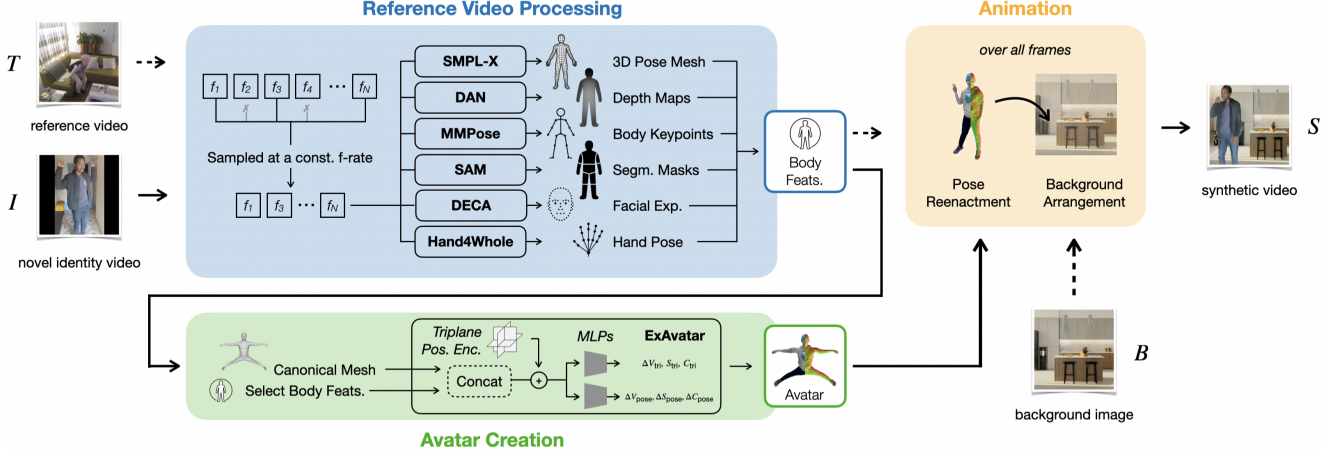 Reference Video Processing
Animation
T
reference video
I
novel identity video
f1 f2 f3 f4 ... fN
x x
Sampled at a const. f-rate
f1 f3 ... fN
SMPL-X
3D Pose Mesh
DAN
Depth Maps
MMPose
Body Keypoints
SAM
Segm. Masks
DECA
Facial Exp.
Hand4Whole
Hand Pose
Body
Feats.
over all frames
Pose
Reenactment
Background
Arrangement
S
synthetic video
B
background image
Canonical Mesh
Select Body Feats.
Triplane
Pos. Enc.
Concat
+
MLPs
ExAvatar
ΔVtri, Stri, Ctri
ΔVpose, ΔSpose, ΔCpose
Avatar
Avatar Creation